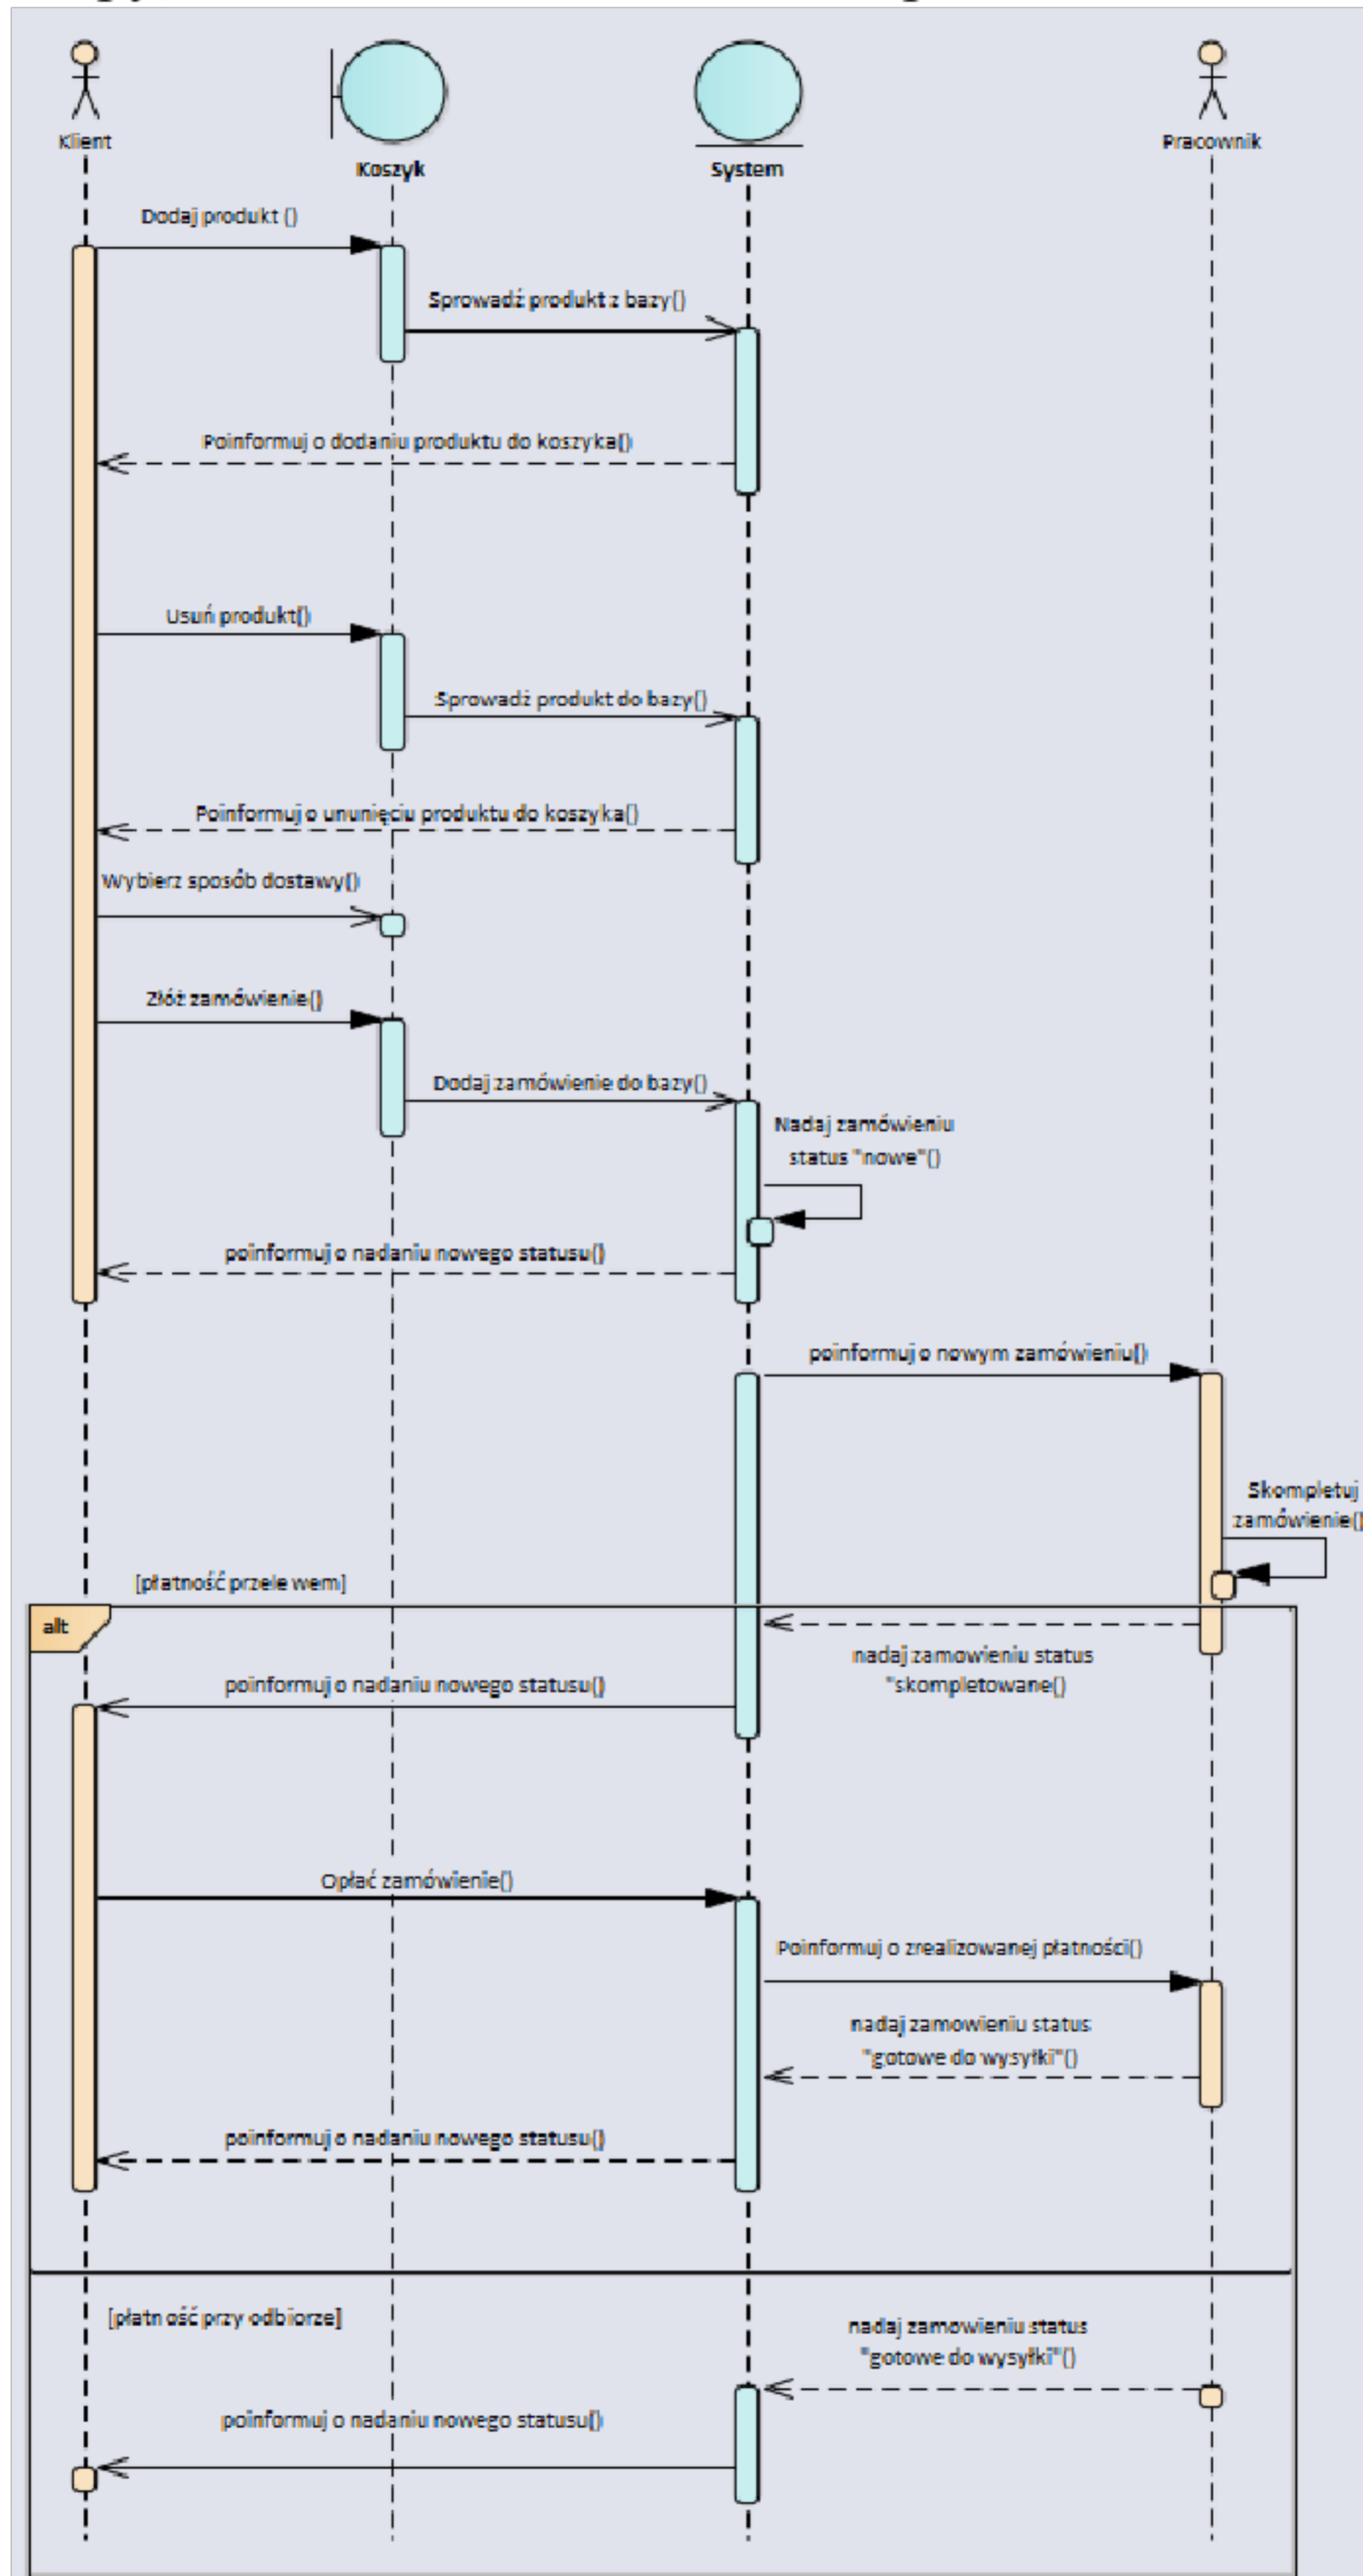 Klient
Koszyk
System
Pracownik
Dodaj produkt ()
Sprowadź produkt z bazy()
Poinformuj o dodaniu produktu do koszyka()
Usuń produkt()
Sprowadź produkt do bazy()
Poinformuj o ununięciu produktu do koszyka()
Wybierz sposób dostawy()
Złóż zamówienie()
Dodaj zamówienie do bazy()
Nadaj zamówieniu
status "nowe"()
poinformuj o nadaniu nowego statusu()
poinformuj o nowym zamówieniu()
Skompletuj
zamówienie()
[płatność przelewem]
alt
nadaj zamowieniu status
"skompletowane()
poinformuj o nadaniu nowego statusu()
Opłać zamówienie()
Poinformuj o zrealizowanej płatności()
nadaj zamowieniu status
"gotowe do wysyłki"()
poinformuj o nadaniu nowego statusu()
[płatność przy odbiorze]
nadaj zamowieniu status
"gotowe do wysyłki"()
poinformuj o nadaniu nowego statusu()